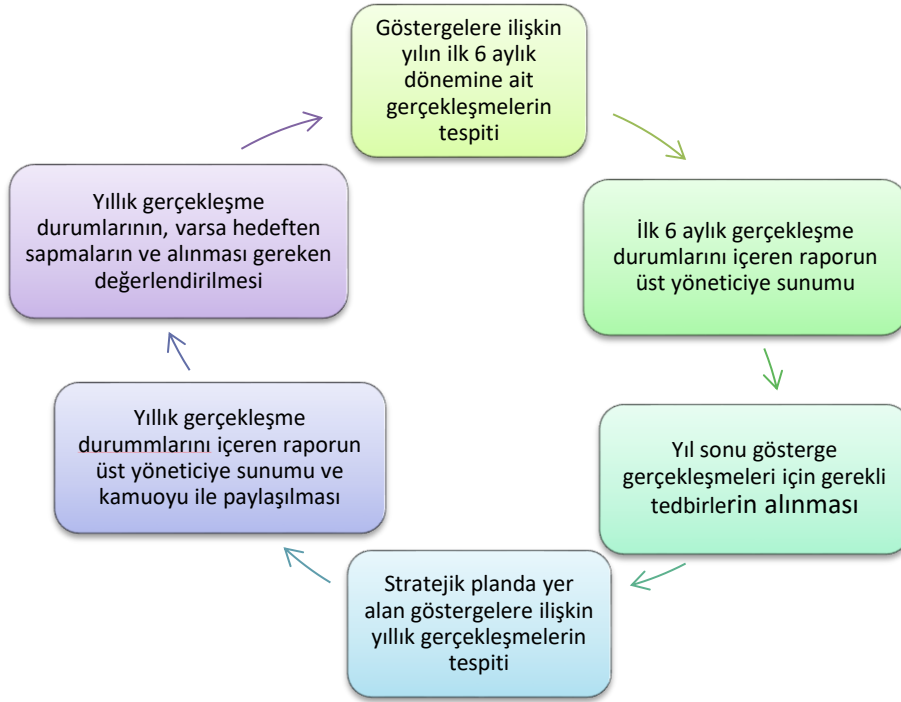 Göstergelere ilişkin
yılın ilk 6 aylık
dönemine ait
gerçekleşmelerin
tespiti
İlk 6 aylık gerçekleşme
durumlarını içeren raporun
üst yöneticiye sunumu
Yıl sonu gösterge
gerçekleşmeleri için gerekli
tedbirlerin alınması
Stratejik planda yer
alan göstergelere ilişkin
yıllık gerçekleşmelerin
tespiti
Yıllık gerçekleşme
durummlarını içeren raporun
üst yöneticiye sunumu ve
kamuoyu ile paylaşılması
Yıllık gerçekleşme
durumlarının, varsa hedeften
sapmaların ve alınması gereken
değerlendirilmesi